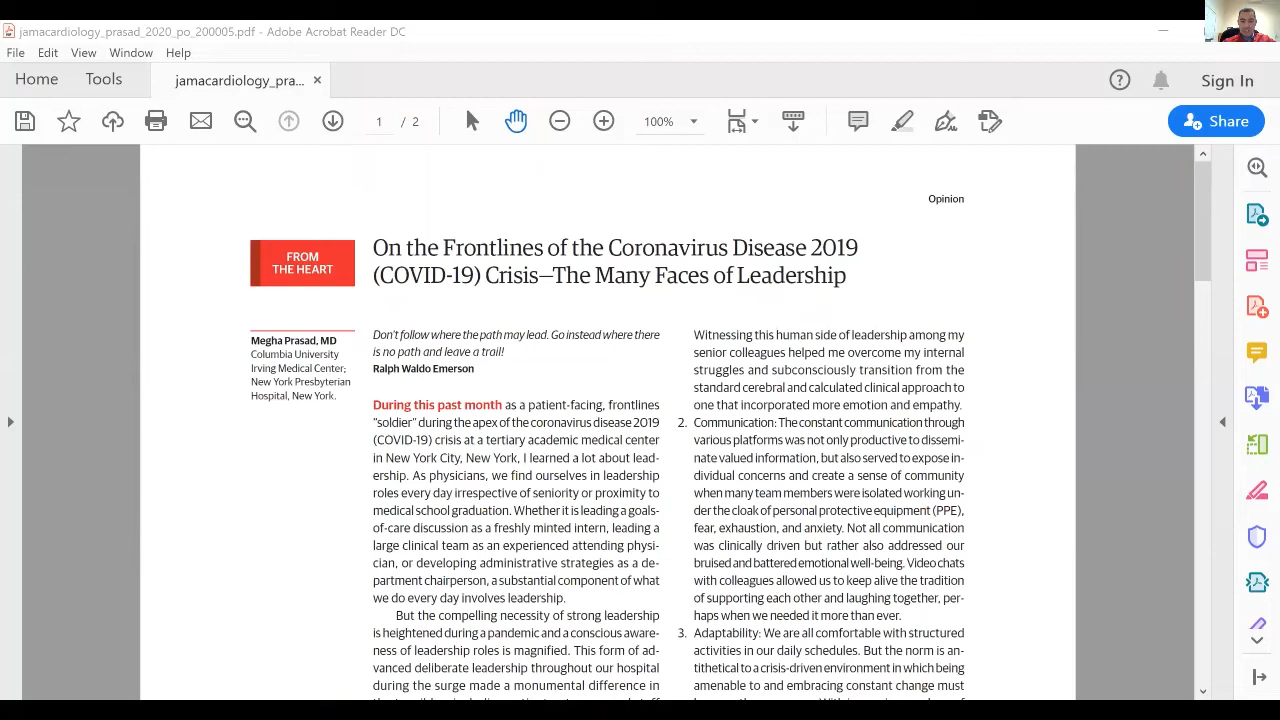 jamacardiology_prasad_2020_po_200005.pdf - Adobe Acrobat Reader DC
File Edit View Window Help
Home Tools jamacardiology_pra... × ? Sign In
1 / 2 100% Share
Opinion
FROM
THE HEART
On the Frontlines of the Coronavirus Disease 2019
(COVID-19) Crisis—The Many Faces of Leadership
Megha Prasad, MD
Columbia University
Irving Medical Center;
New York Presbyterian
Hospital, New York.
Don't follow where the path may lead. Go instead where there
is no path and leave a trail!
Ralph Waldo Emerson
During this past month as a patient-facing, frontlines
“soldier” during the apex of the coronavirus disease 2019
(COVID-19) crisis at a tertiary academic medical center
in New York City, New York, I learned a lot about lead-
ership. As physicians, we find ourselves in leadership
roles every day irrespective of seniority or proximity to
medical school graduation. Whether it is leading a goals-
of-care discussion as a freshly minted intern, leading a
large clinical team as an experienced attending physi-
cian, or developing administrative strategies as a de-
partment chairperson, a substantial component of what
we do every day involves leadership.
But the compelling necessity of strong leadership
is heightened during a pandemic and a conscious aware-
ness of leadership roles is magnified. This form of ad-
vanced deliberate leadership throughout our hospital
during the surge made a monumental difference in
Witnessing this human side of leadership among my
senior colleagues helped me overcome my internal
struggles and subconsciously transition from the
standard cerebral and calculated clinical approach to
one that incorporated more emotion and empathy.
2. Communication: The constant communication through
various platforms was not only productive to dissemi-
nate valued information, but also served to expose in-
dividual concerns and create a sense of community
when many team members were isolated working un-
der the cloak of personal protective equipment (PPE),
fear, exhaustion, and anxiety. Not all communication
was clinically driven but rather also addressed our
bruised and battered emotional well-being. Video chats
with colleagues allowed us to keep alive the tradition
of supporting each other and laughing together, per-
haps when we needed it more than ever.
3. Adaptability: We are all comfortable with structured
activities in our daily schedules. But the norm is an-
tithetical to a crisis-driven environment in which being
amenable to and embracing constant change must